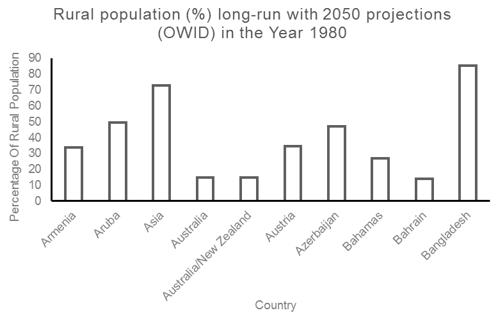 Rural population (%) long-run with 2050 projections
(OWID) in the Year 1980
Percentage Of Rural Population
90
80
70
60
50
40
30
20
10
0
Armenia
Aruba
Asia
Australia
Australia/New Zealand
Austria
Azerbaijan
Bahamas
Bahrain
Bangladesh
Country